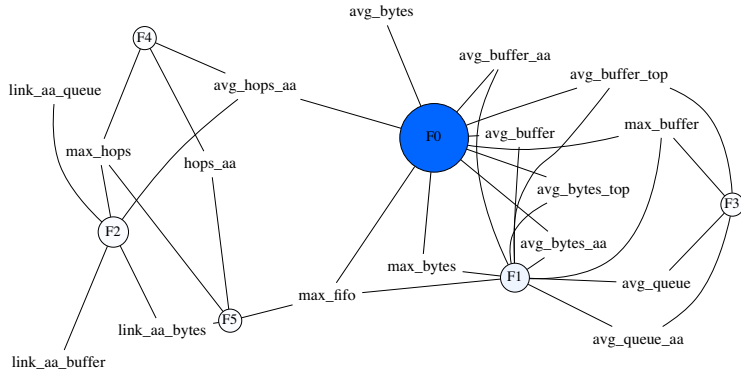 avg_bytes
F4
avg_buffer_aa
avg_buffer_top
avg_hops_aa
link_aa_queue
max_buffer
avg_buffer
F0
max_hops
hops_aa
avg_bytes_top
F3
F2
avg_bytes_aa
max_bytes
F1
avg_queue
max_fifo
F5
link_aa_bytes
avg_queue_aa
link_aa_buffer